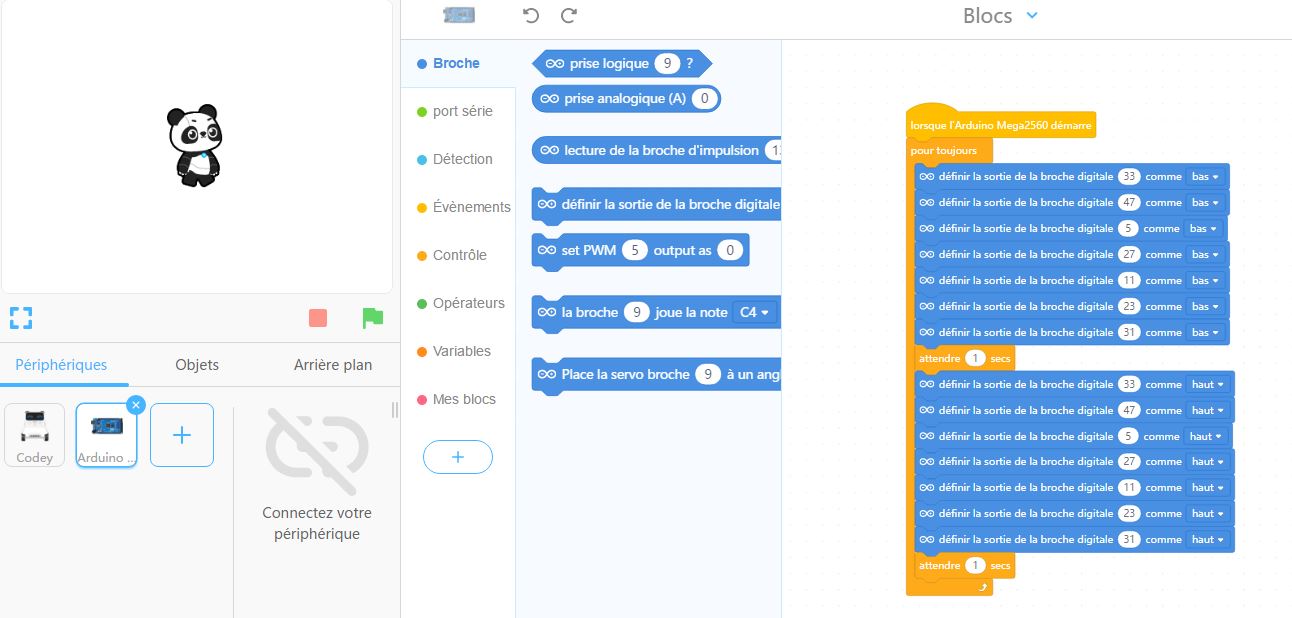 Blocs
Broche
port série
Détection
Évènements
Contrôle
Opérateurs
Variables
Mes blocs
prise logique 9 ?
prise analogique (A) 0
lecture de la broche d'impulsion
définir la sortie de la broche digitale
set PWM 5 output as 0
la broche 9 joue la note C4
Place la servo broche 9 à un
lorsque l'Arduino Mega2560 démarre
pour toujours
définir la sortie de la broche digitale 33 comme bas
définir la sortie de la broche digitale 47 comme bas
définir la sortie de la broche digitale 5 comme bas
définir la sortie de la broche digitale 27 comme bas
définir la sortie de la broche digitale 11 comme bas
définir la sortie de la broche digitale 23 comme bas
définir la sortie de la broche digitale 31 comme bas
attendre 1 secs
définir la sortie de la broche digitale 33 comme haut
définir la sortie de la broche digitale 47 comme haut
définir la sortie de la broche digitale 5 comme haut
définir la sortie de la broche digitale 27 comme haut
définir la sortie de la broche digitale 11 comme haut
définir la sortie de la broche digitale 23 comme haut
définir la sortie de la broche digitale 31 comme haut
attendre 1 secs
Périphériques
Objets
Arrière plan
Codey
Arduino ...
Connectez votre
périphérique